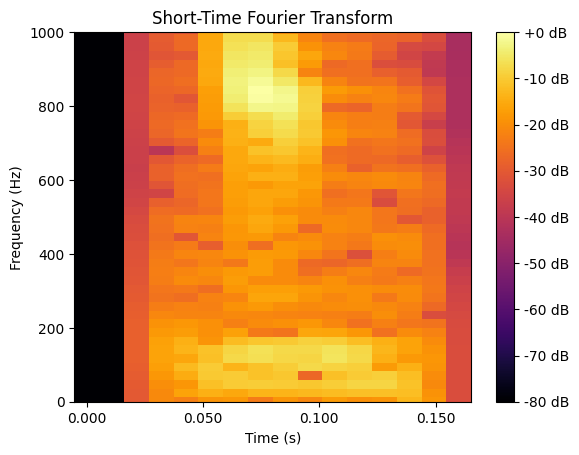 Short-Time Fourier Transform
1000
800
600
400
200
0
Frequency (Hz)
0.000
0.050
0.100
0.150
Time (s)
+0 dB
-10 dB
-20 dB
-30 dB
-40 dB
-50 dB
-60 dB
-70 dB
-80 dB